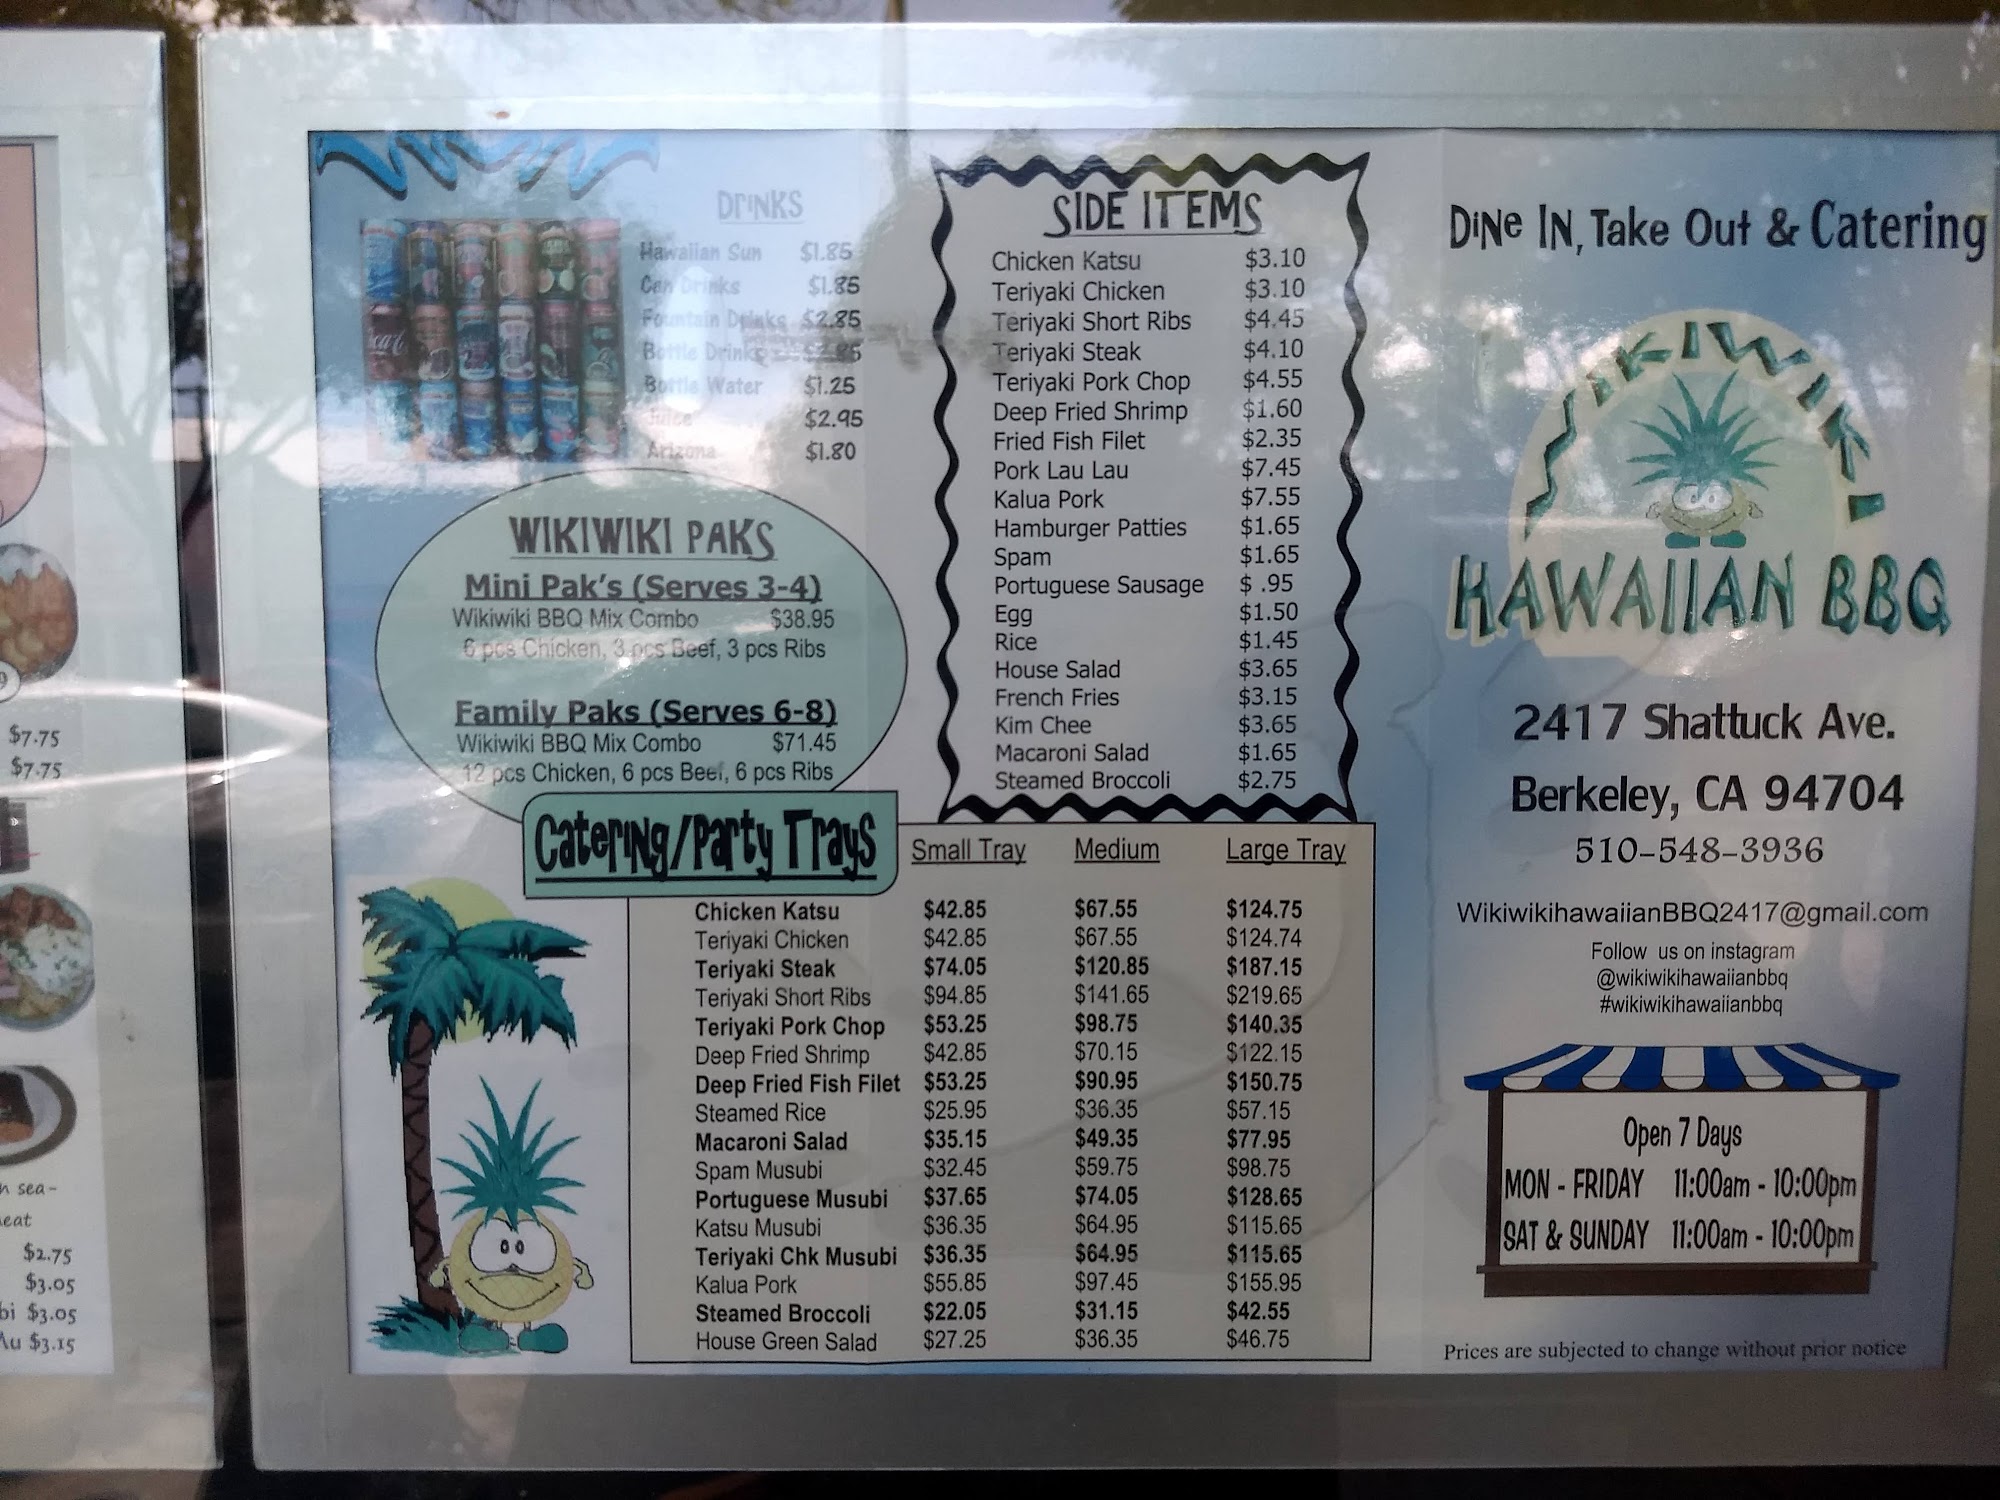 $7.75
$7.75
sea-
eat
$2.75
$3.05
bi $3.05
Au $3.15
Drinks
Hawaiian Sun $1.85
Can Drinks $1.85
Fountain Drinks $2.85
Bottle Drinks $2.85
Bottle Water $1.25
Juice $2.95
Arizona $1.80
WIKIWIKI PAKS
Mini Pak's (Serves 3-4)
Wikiwiki BBQ Mix Combo $38.95
6 pcs Chicken, 3 pcs Beef, 3 pcs Ribs
Family Paks (Serves 6-8)
Wikiwiki BBQ Mix Combo $71.45
12 pcs Chicken, 6 pcs Beef, 6 pcs Ribs
SIDE ITEMS
Chicken Katsu $3.10
Teriyaki Chicken $3.10
Teriyaki Short Ribs $4.45
Teriyaki Steak $4.10
Teriyaki Pork Chop $4.55
Deep Fried Shrimp $1.60
Fried Fish Filet $2.35
Pork Lau Lau $7.45
Kalua Pork $7.55
Hamburger Patties $1.65
Spam $1.65
Portuguese Sausage $ .95
Egg $1.50
Rice $1.45
House Salad $3.65
French Fries $3.15
Kim Chee $3.65
Macaroni Salad $1.65
Steamed Broccoli $2.75
Catering/Party Trays
Small Tray Medium Large Tray
Chicken Katsu $42.85 $67.55 $124.75
Teriyaki Chicken $42.85 $67.55 $124.74
Teriyaki Steak $74.05 $120.85 $187.15
Teriyaki Short Ribs $94.85 $141.65 $219.65
Teriyaki Pork Chop $53.25 $98.75 $140.35
Deep Fried Shrimp $42.85 $70.15 $122.15
Deep Fried Fish Filet $53.25 $90.95 $150.75
Steamed Rice $25.95 $36.35 $57.15
Macaroni Salad $35.15 $49.35 $77.95
Spam Musubi $32.45 $59.75 $98.75
Portuguese Musubi $37.65 $74.05 $128.65
Katsu Musubi $36.35 $64.95 $115.65
Teriyaki Chk Musubi $36.35 $64.95 $115.65
Kalua Pork $55.85 $97.45 $155.95
Steamed Broccoli $22.05 $31.15 $42.55
House Green Salad $27.25 $36.35 $46.75
Dine In, Take Out & Catering
WIKIWIKI
HAWAIIAN BBQ
2417 Shattuck Ave.
Berkeley, CA 94704
510-548-3936
WikiwikihawaiianBBQ2417@gmail.com
Follow us on instagram
@wikiwikihawaiianbbq
#wikiwikihawaiianbbq
Open 7 Days
MON - FRIDAY 11:00am - 10:00pm
SAT & SUNDAY 11:00am - 10:00pm
Prices are subjected to change without prior notice